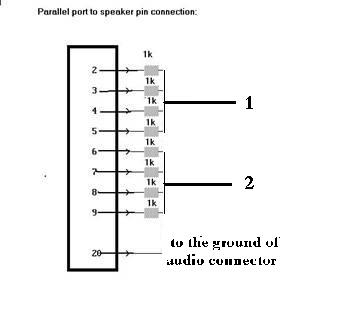 Parallel port to speaker pin connection:
1k
2
1k
3
1k
1
4
1k
5
1k
6
1k
7
1k
2
8
1k
9
to the ground of
20
audio connector